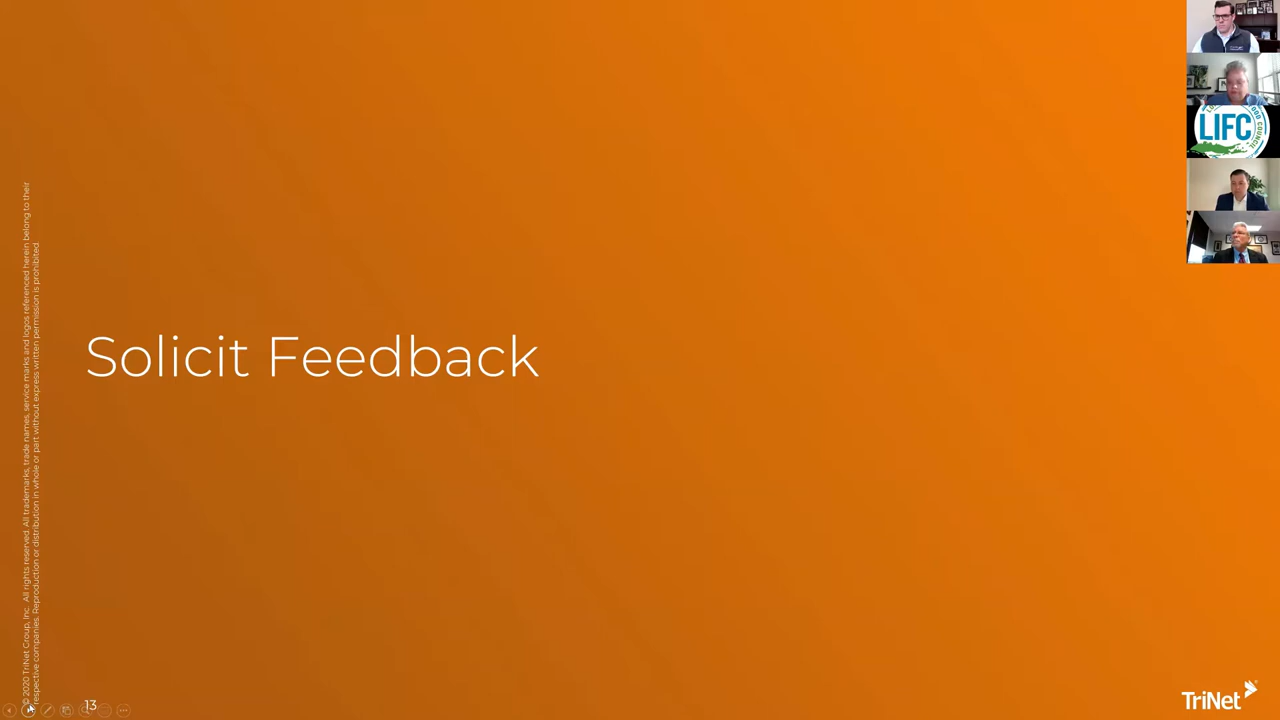 Solicit Feedback
© 2020 TriNet Group, Inc. All rights reserved. All trademarks, trade names, service marks and logos referenced herein belong to their
respective companies. Reproduction or distribution in whole or part without express written permission is prohibited.
13
TriNet
LIFC
COUNCIL